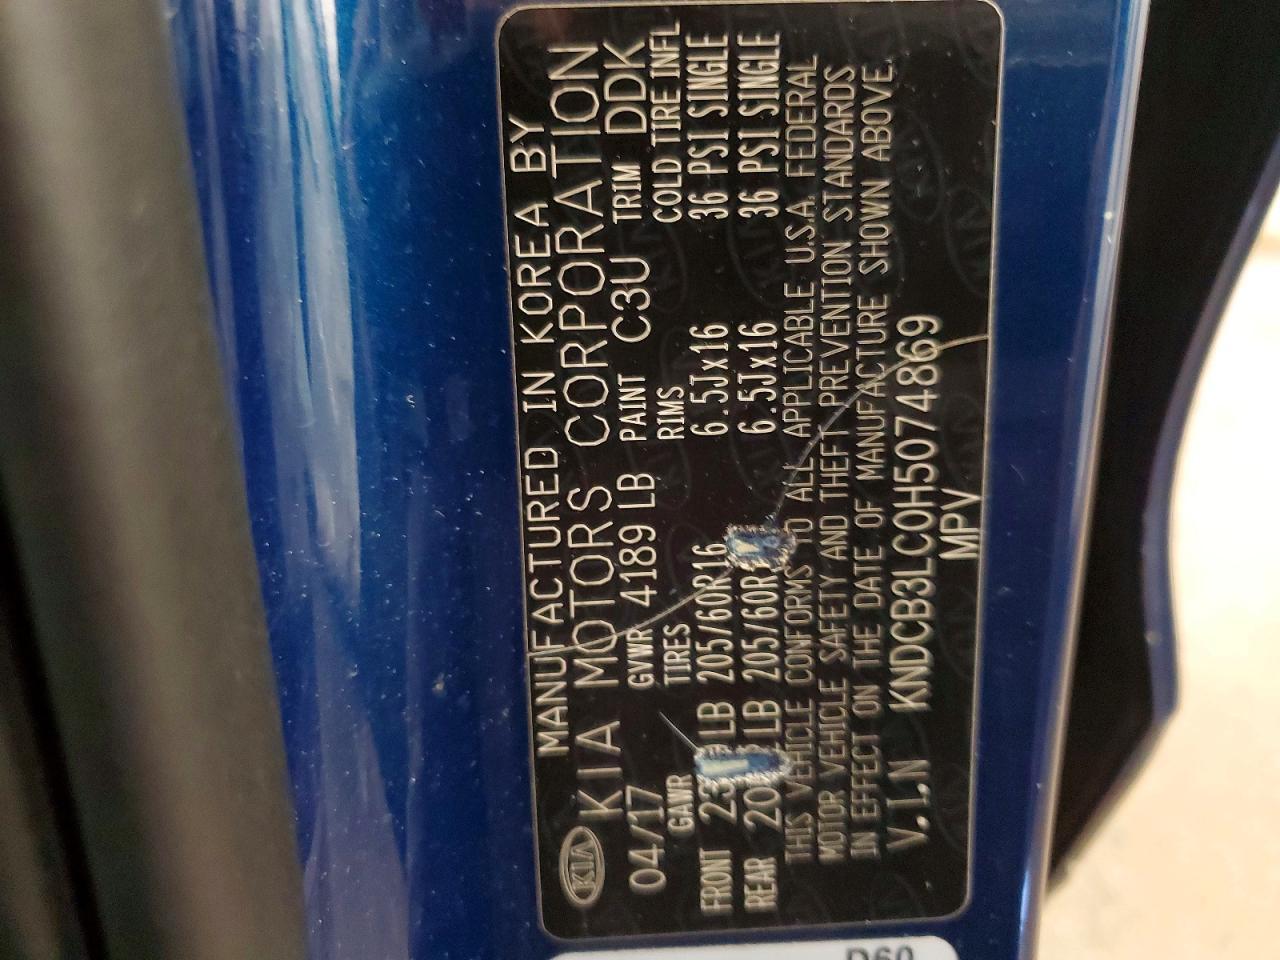 KIA
MANUFACTURED IN KOREA BY
KIA MOTORS CORPORATION
04/17 GVWR 4189 LB PAINT C3U TRIM DDK
GAWR TIRES RIMS COLD TIRE INFL
FRONT LB 205/60R16 6.5Jx16 36 PSI SINGLE
REAR LB 6.5Jx16 36 PSI SINGLE
THIS VEHICLE CONFORMS TO ALL APPLICABLE U.S.A. FEDERAL
MOTOR VEHICLE SAFETY AND THEFT PREVENTION STANDARDS
IN EFFECT ON THE DATE OF MANUFACTURE SHOWN ABOVE.
V.I.N KNDCB3LC0H5074869
MPV
D60